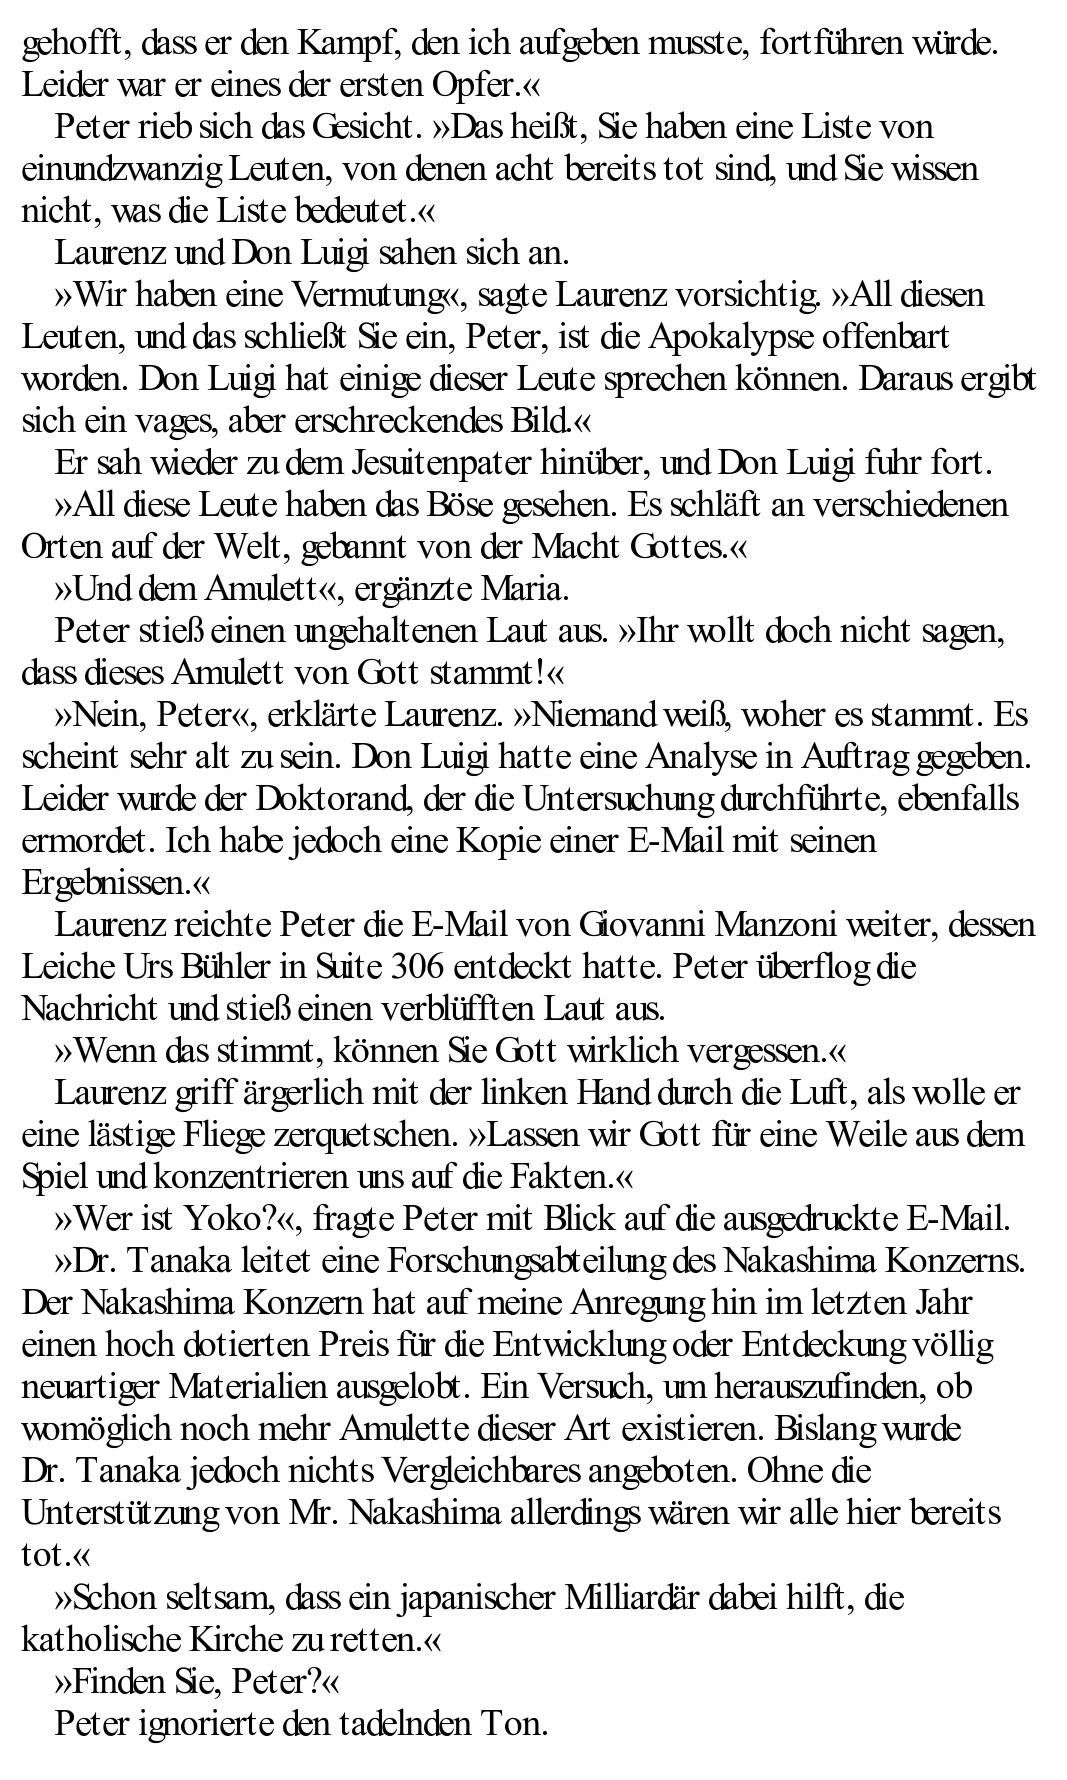 gehofft, dass er den Kampf, den ich aufgeben musste, fortführen würde.
Leider war er eines der ersten Opfer.«
Peter rieb sich das Gesicht. »Das heißt, Sie haben eine Liste von
einundzwanzig Leuten, von denen acht bereits tot sind, und Sie wissen
nicht, was die Liste bedeutet.«
Laurenz und Don Luigi sahen sich an.
»Wir haben eine Vermutung«, sagte Laurenz vorsichtig. »All diesen
Leuten, und das schließt Sie ein, Peter, ist die Apokalypse offenbart
worden. Don Luigi hat einige dieser Leute sprechen können. Daraus ergibt
sich ein vages, aber erschreckendes Bild.«
Er sah wieder zu dem Jesuitenpater hinüber, und Don Luigi fuhr fort.
»All diese Leute haben das Böse gesehen. Es schläft an verschiedenen
Orten auf der Welt, gebannt von der Macht Gottes.«
»Und dem Amulett«, ergänzte Maria.
Peter stieß einen ungehaltenen Laut aus. »Ihr wollt doch nicht sagen,
dass dieses Amulett von Gott stammt!«
»Nein, Peter«, erklärte Laurenz. »Niemand weiß, woher es stammt. Es
scheint sehr alt zu sein. Don Luigi hatte eine Analyse in Auftrag gegeben.
Leider wurde der Doktorand, der die Untersuchung durchführte, ebenfalls
ermordet. Ich habe jedoch eine Kopie einer E-Mail mit seinen
Ergebnissen.«
Laurenz reichte Peter die E-Mail von Giovanni Manzoni weiter, dessen
Leiche Urs Bühler in Suite 306 entdeckt hatte. Peter überflog die
Nachricht und stieß einen verblüfften Laut aus.
»Wenn das stimmt, können Sie Gott wirklich vergessen.«
Laurenz griff ärgerlich mit der linken Hand durch die Luft, als wolle er
eine lästige Fliege zerquetschen. »Lassen wir Gott für eine Weile aus dem
Spiel und konzentrieren uns auf die Fakten.«
»Wer ist Yoko?«, fragte Peter mit Blick auf die ausgedruckte E-Mail.
»Dr. Tanaka leitet eine Forschungsabteilung des Nakashima Konzerns.
Der Nakashima Konzern hat auf meine Anregung hin im letzten Jahr
einen hoch dotierten Preis für die Entwicklung oder Entdeckung völlig
neuartiger Materialien ausgelobt. Ein Versuch, um herauszufinden, ob
womöglich noch mehr Amulette dieser Art existieren. Bislang wurde
Dr. Tanaka jedoch nichts Vergleichbares angeboten. Ohne die
Unterstützung von Mr. Nakashima allerdings wären wir alle hier bereits
tot.«
»Schon seltsam, dass ein japanischer Milliardär dabei hilft, die
katholische Kirche zu retten.«
»Finden Sie, Peter?«
Peter ignorierte den tadelnden Ton.